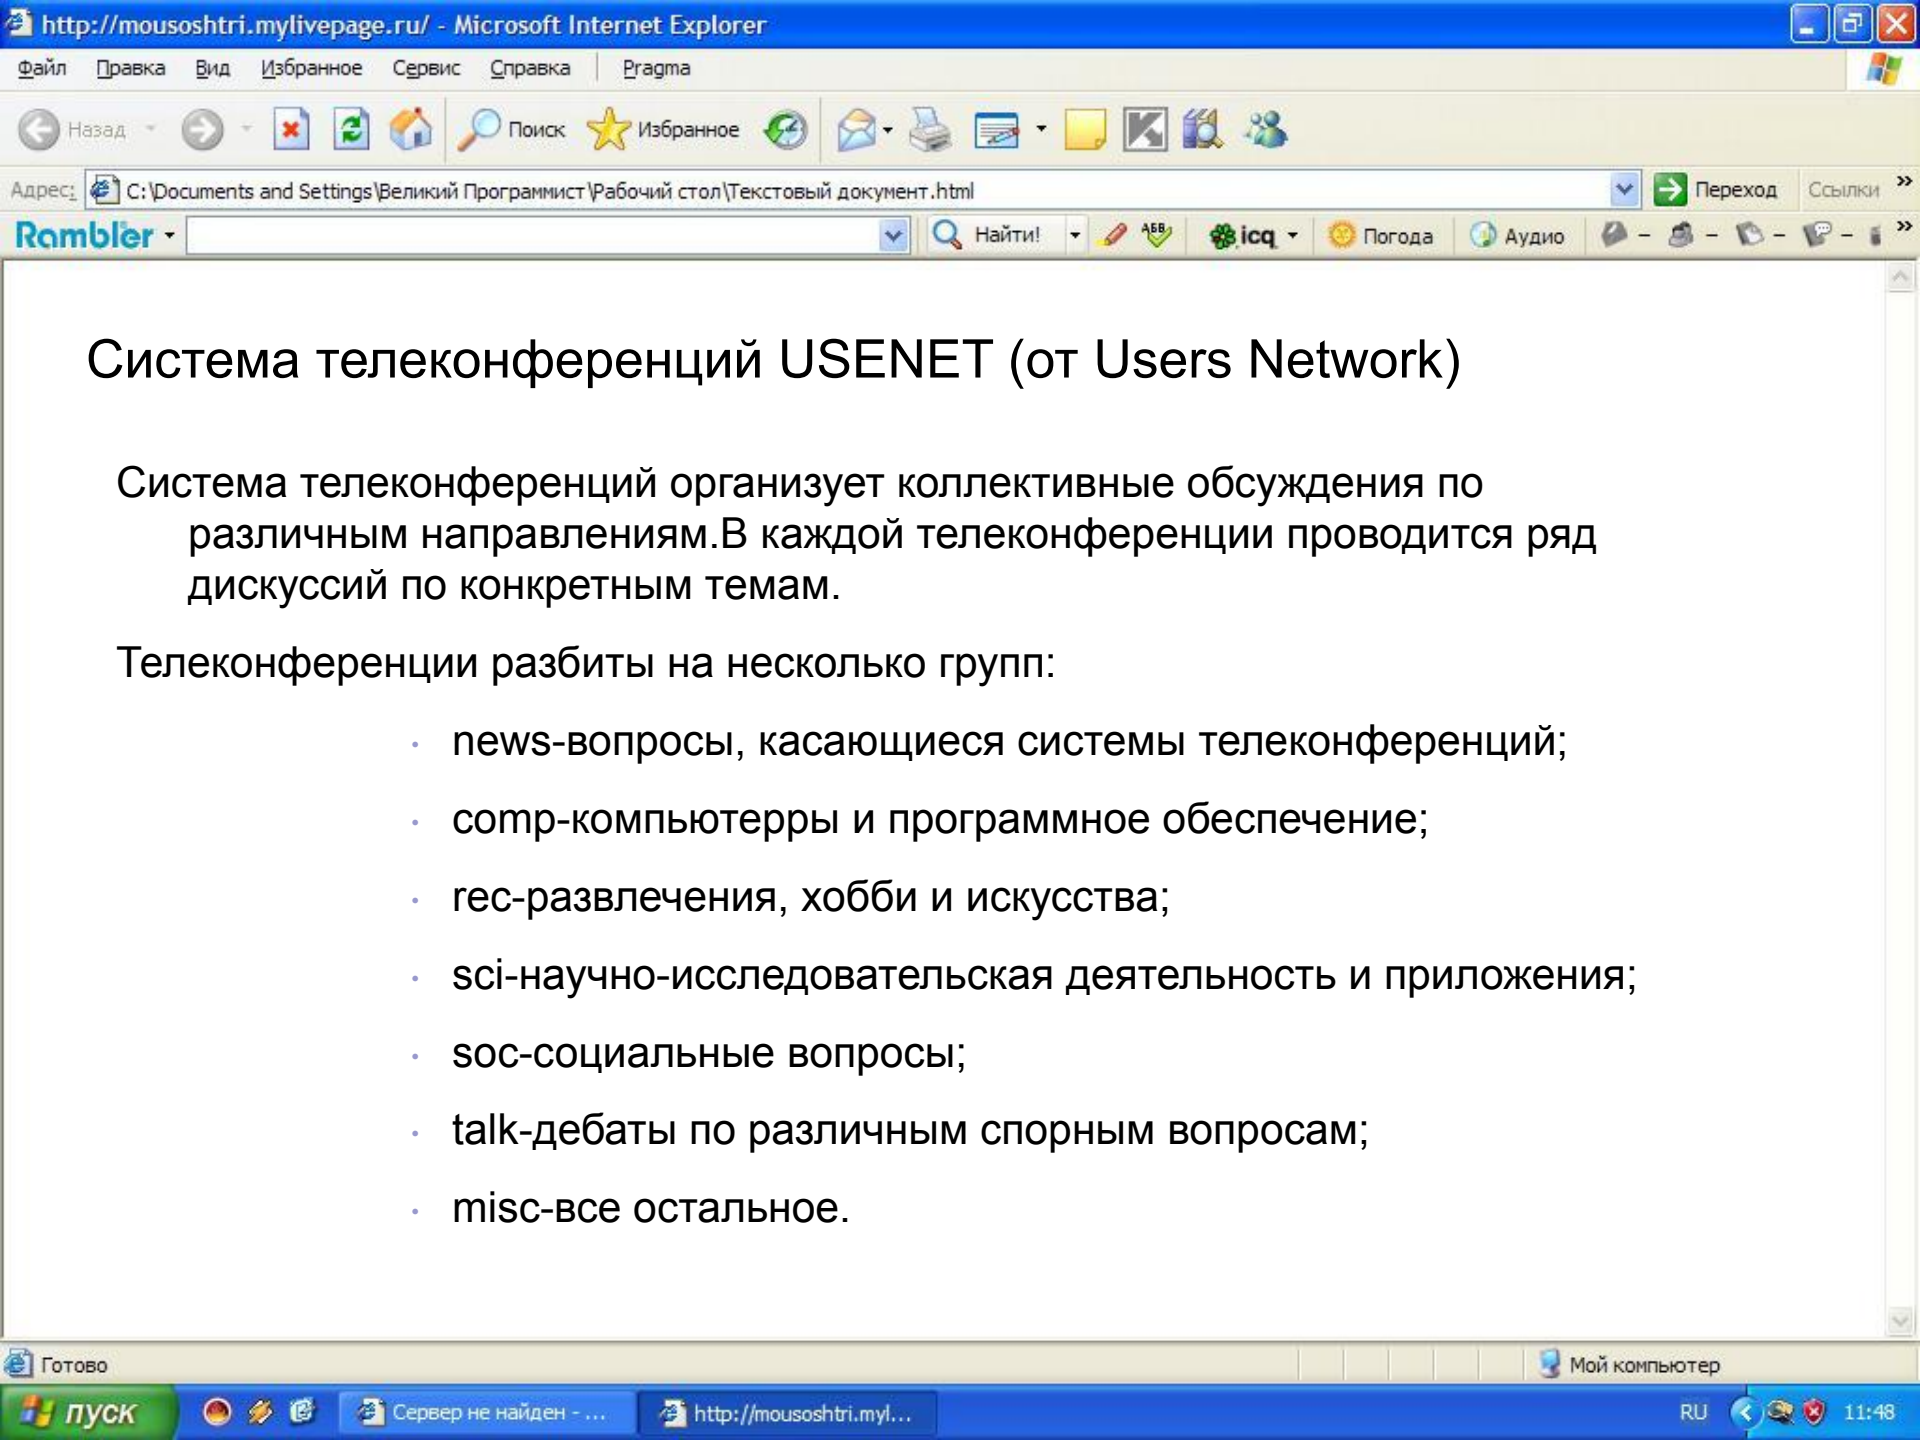 http://mousoshtri.mylivepage.ru/ - Microsoft Internet Explorer
Файл Правка Вид Избранное Сервис Справка Pragma
Назад Поиск Избранное
Адрес: C:\Documents and Settings\Великий Программист\Рабочий стол\Текстовый документ.html Переход Ссылки »
Rambler Найти! АБВ icq Погода Аудио »
Система телеконференций USENET (от Users Network)
Система телеконференций организует коллективные обсуждения по
различным направлениям.В каждой телеконференции проводится ряд
дискуссий по конкретным темам.
Телеконференции разбиты на несколько групп:
• news-вопросы, касающиеся системы телеконференций;
• comp-компьютерры и программное обеспечение;
• rec-развлечения, хобби и искусства;
• sci-научно-исследовательская деятельность и приложения;
• soc-социальные вопросы;
• talk-дебаты по различным спорным вопросам;
• misc-все остальное.
Готово Мой компьютер
пуск Сервер не найден - ... http://mousoshtri.myl... RU 11:48